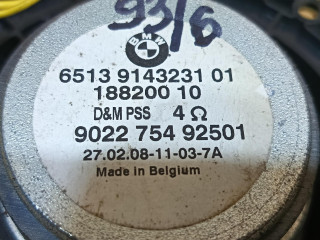 93/6
BMW
6513 9143231 01
188200 10
D&M PSS 4 Ω
9022 754 92501
27.02.08-11-03-7A
Made in Belgium